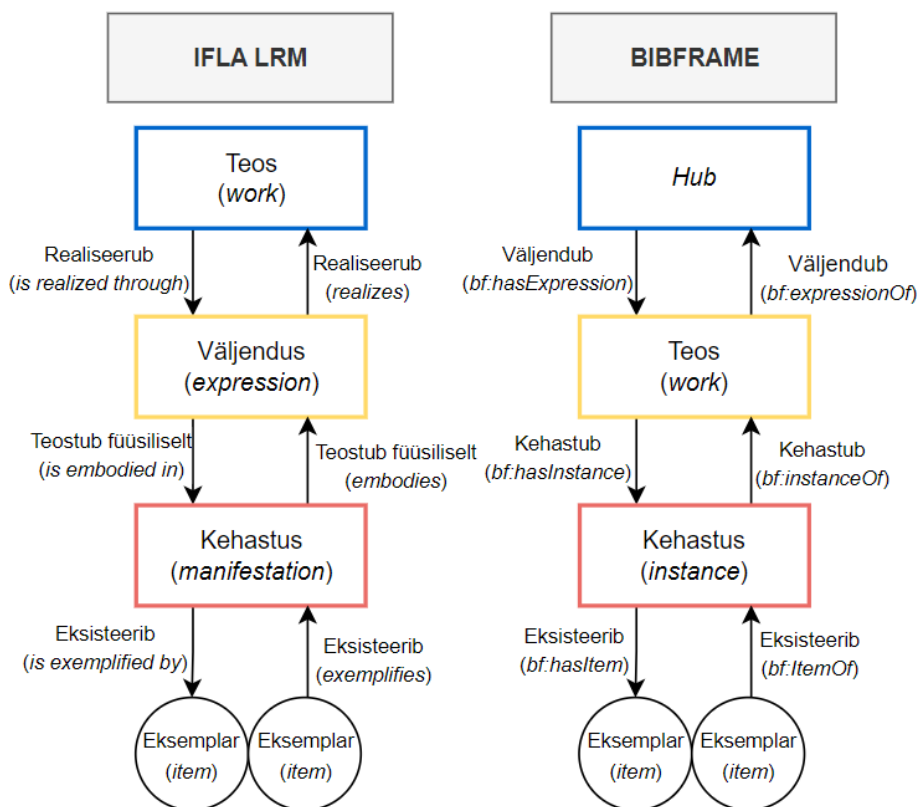 IFLA LRM
Teos
(work)
Realiseerub
(is realized through)
Realiseerub
(realizes)
Väljendus
(expression)
Teostub füüsiliselt
(is embodied in)
Teostub füüsiliselt
(embodies)
Kehastus
(manifestation)
Eksisteerib
(is exemplified by)
Eksisteerib
(exemplifies)
Eksemplar
(item)
Eksemplar
(item)
BIBFRAME
Hub
Väljendub
(bf:hasExpression)
Väljendub
(bf:expressionOf)
Teos
(work)
Kehastub
(bf:hasInstance)
Kehastub
(bf:instanceOf)
Kehastus
(instance)
Eksisteerib
(bf:hasItem)
Eksisteerib
(bf:ItemOf)
Eksemplar
(item)
Eksemplar
(item)